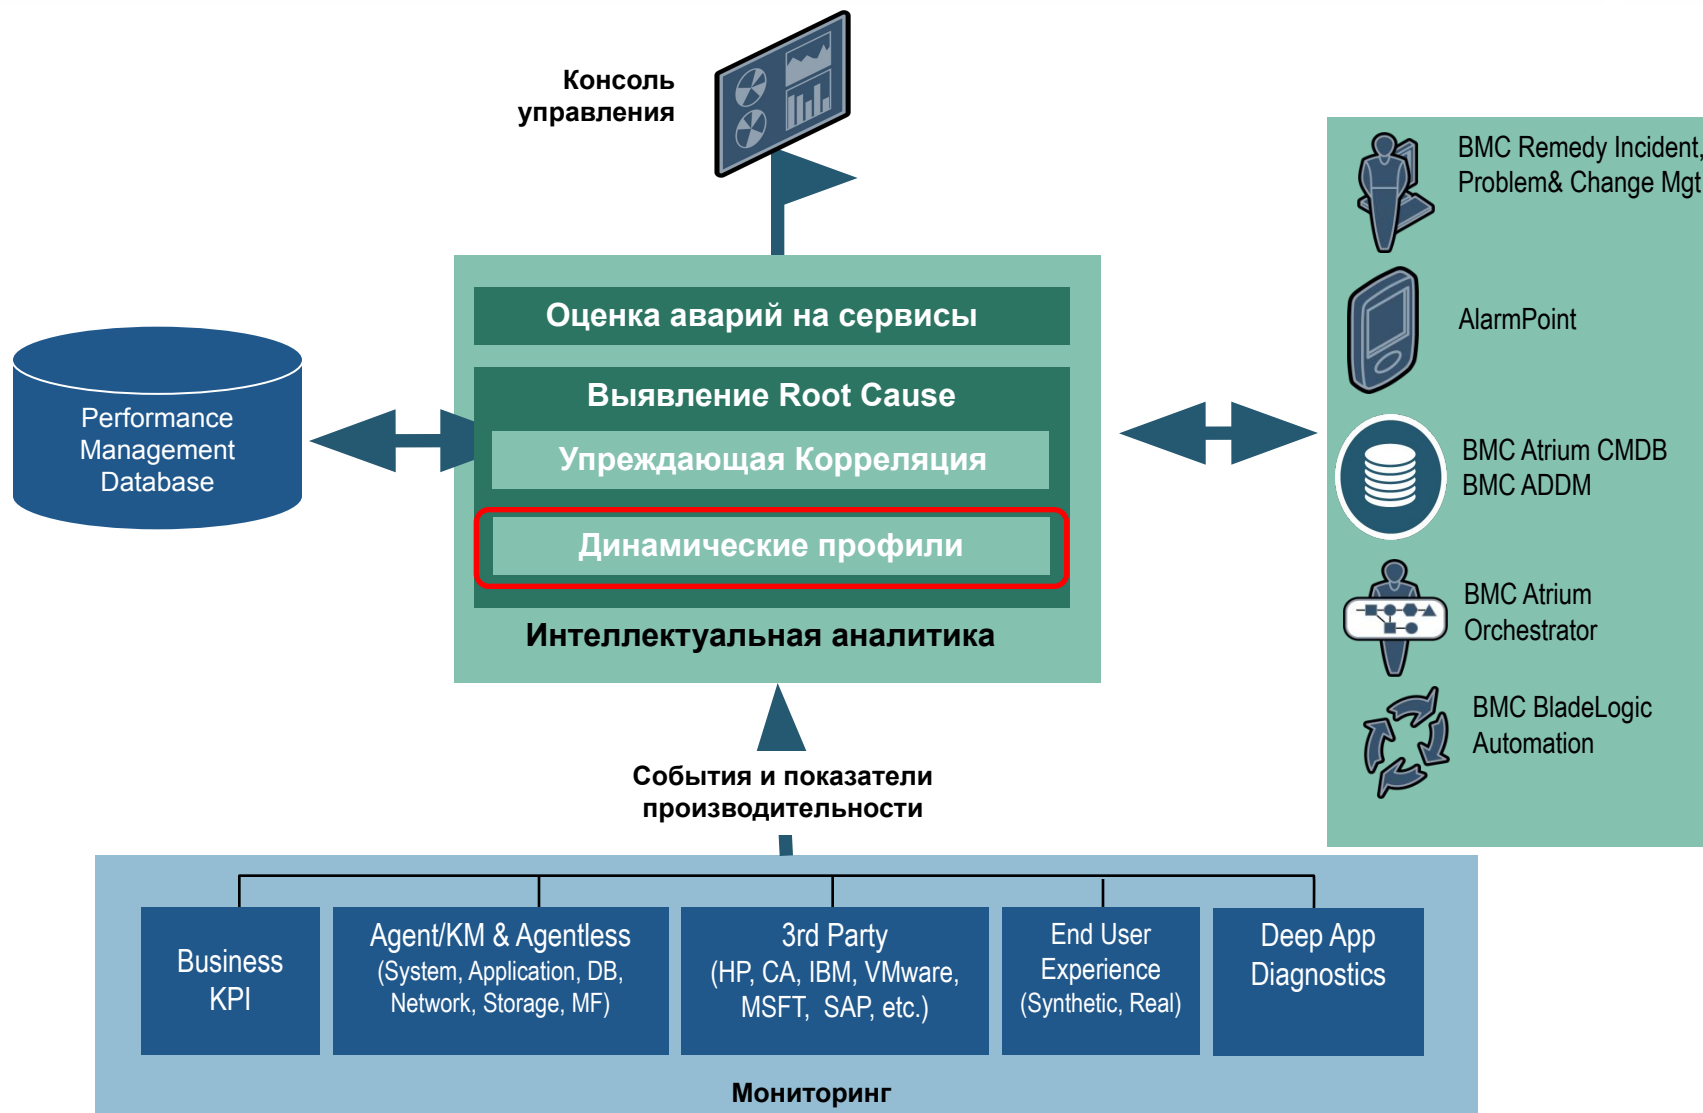 Консоль
управления
BMC Remedy Incident,
Problem& Change Mgt
AlarmPoint
BMC Atrium CMDB
BMC ADDM
BMC Atrium
Orchestrator
BMC BladeLogic
Automation
Оценка аварий на сервисы
Выявление Root Cause
Упреждающая Корреляция
Динамические профили
Интеллектуальная аналитика
Performance
Management
Database
События и показатели
производительности
Business
KPI
Agent/KM & Agentless
(System, Application, DB,
Network, Storage, MF)
3rd Party
(HP, CA, IBM, VMware,
MSFT, SAP, etc.)
End User
Experience
(Synthetic, Real)
Deep App
Diagnostics
Мониторинг